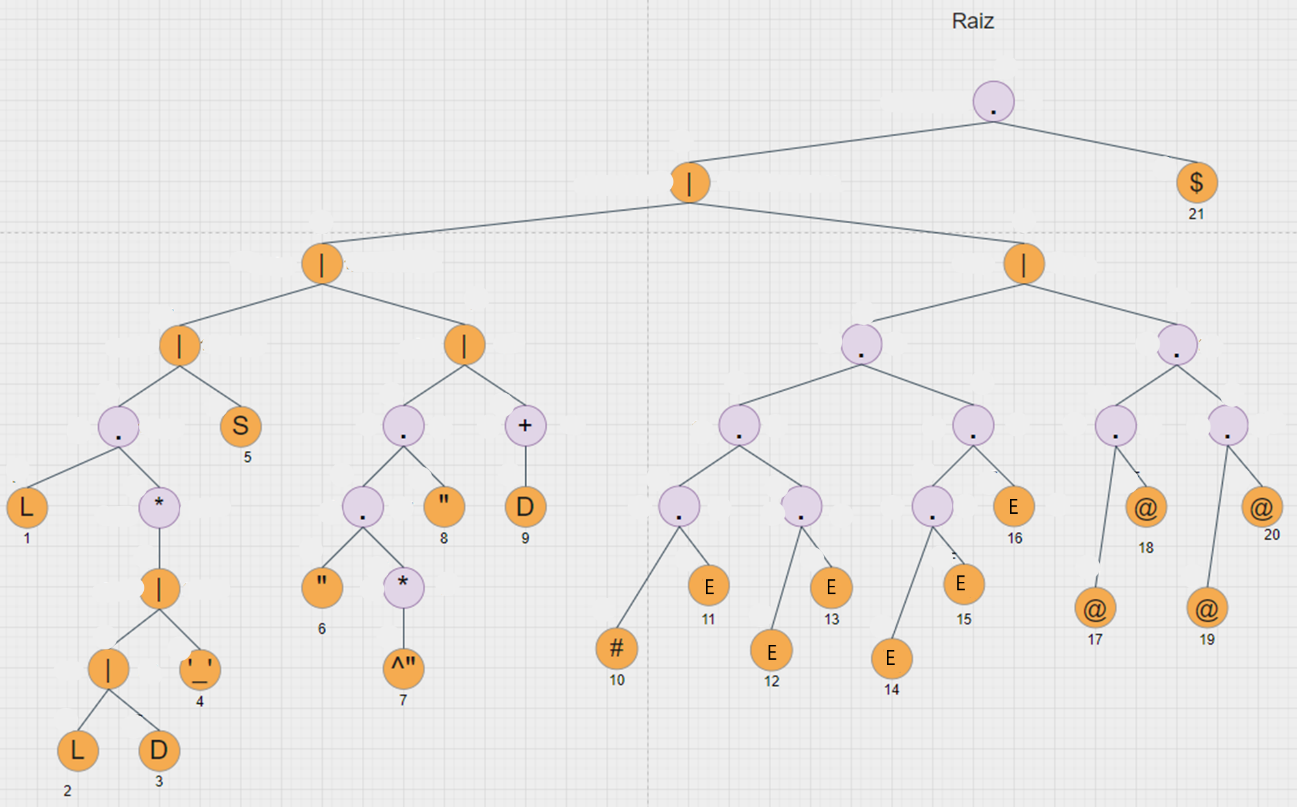 Raiz
.
| $
21
| |
| | . .
. S . + . . . .
5
L * . " D . . . E @ @
1 8 9 16 18 20
| " * E E E @ @
6 11 13 15 17 19
# E E
10 12 14
| '_' ^"
4 7
L D
2 3